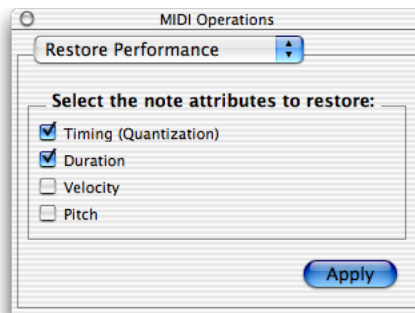 MIDI Operations
Restore Performance
Select the note attributes to restore:
Timing (Quantization)
Duration
Velocity
Pitch
Apply